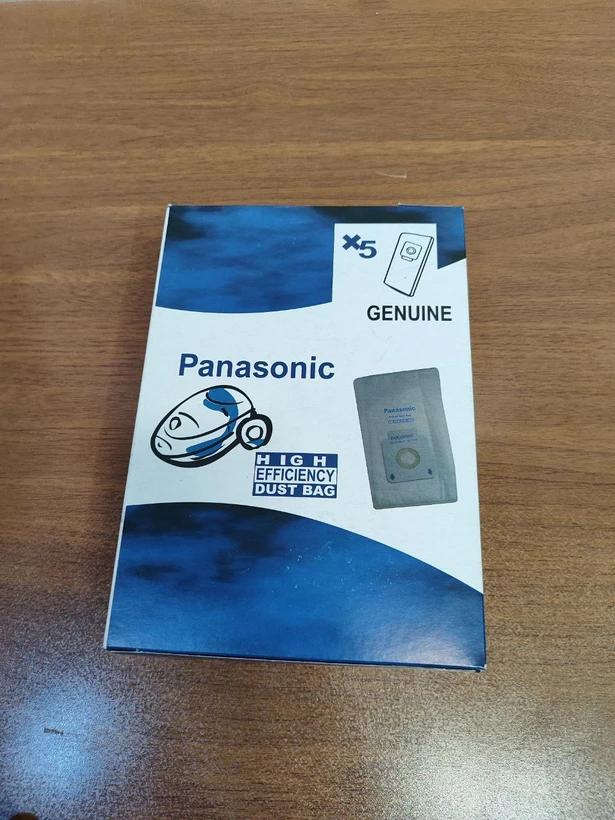 ×5
GENUINE
Panasonic
HIGH
EFFICIENCY
DUST BAG
Panasonic